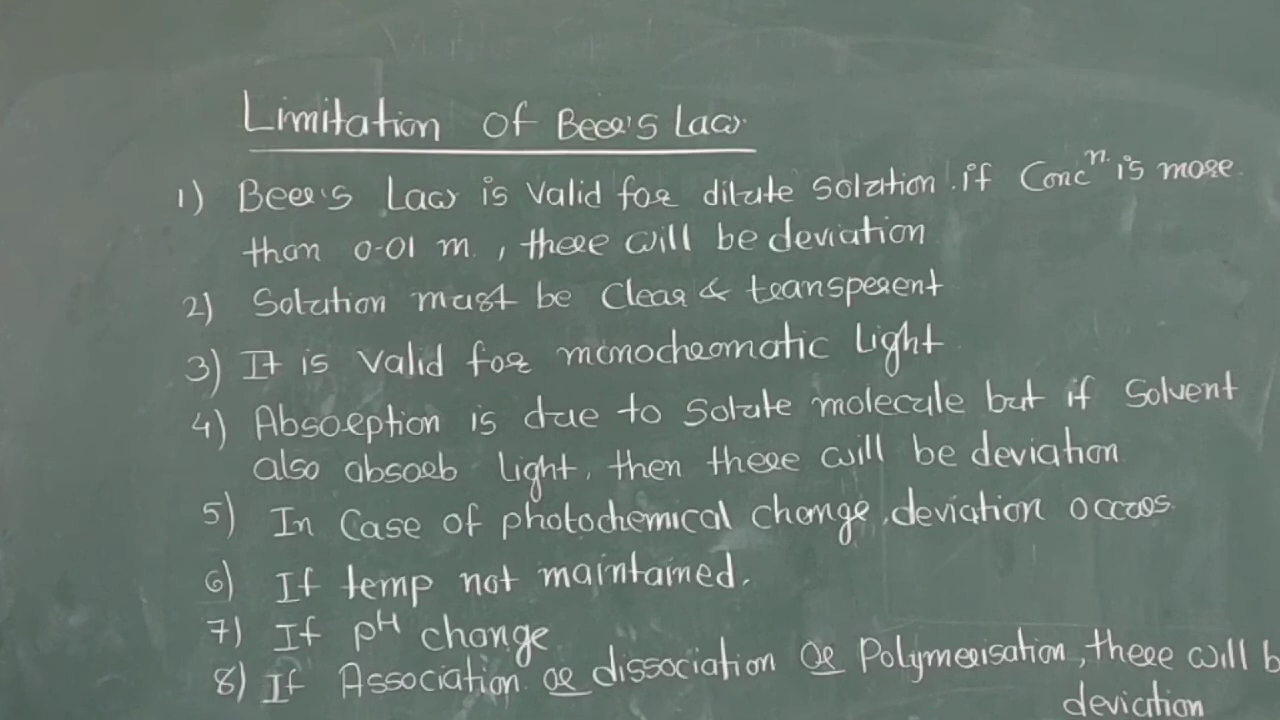 Limitation of Beer's Law
1) Beer's Law is valid for dilute solution. if Concⁿ is more
than 0.01 m, there will be deviation
2) Solution must be Clear & transperent
3) It is valid for monochromatic Light
4) Absorption is due to solute molecule but if Solvent
also absorb light, then there will be deviation
5) In Case of photochemical change, deviation occurs.
6) If temp not maintained.
7) If pH change
8) If Association or dissociation or Polymerisation, there will b
deviation